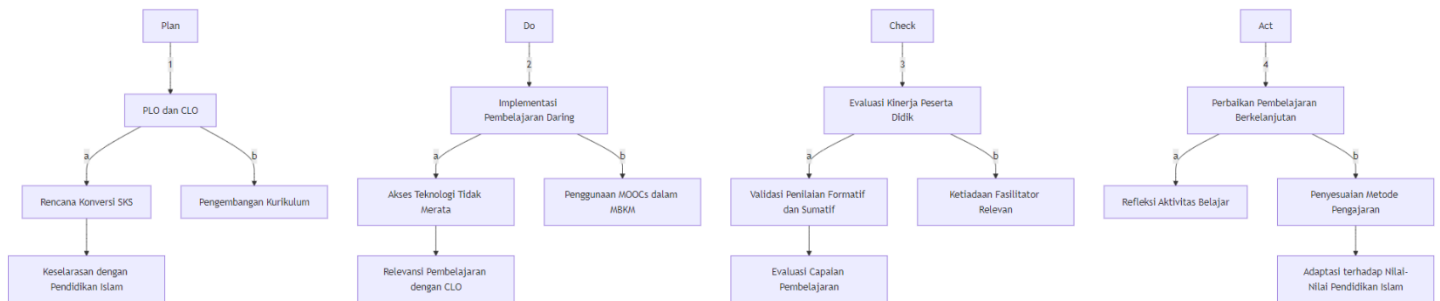 Plan
Do
Check
Act
1
2
3
4
PLO dan CLO
Implementasi
Pembelajaran Daring
Evaluasi Kinerja Peserta
Didik
Perbaikan Pembelajaran
Berkelanjutan
a
b
a
b
a
b
a
b
Rencana Konversi SKS
Pengembangan Kurikulum
Akses Teknologi Tidak
Merata
Penggunaan MOOCs dalam
MBKM
Validasi Penilaian Formatif
dan Sumatif
Ketiadaan Fasilitator
Relevan
Refleksi Aktivitas Belajar
Penyesuaian Metode
Pengajaran
Keselarasan dengan
Pendidikan Islam
Relevansi Pembelajaran
dengan CLO
Evaluasi Capaian
Pembelajaran
Adaptasi terhadap Nilai-
Nilai Pendidikan Islam